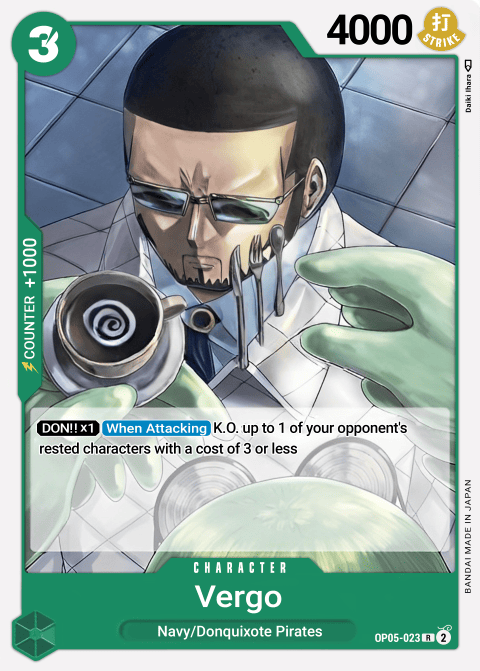 3
4000
打
STRIKE
Daiki Ihara
COUNTER +1000
DON!! x1 When Attacking K.O. up to 1 of your opponent's
rested characters with a cost of 3 or less
BANDAI MADE IN JAPAN
CHARACTER
Vergo
Navy/Donquixote Pirates
OP05-023 R 2